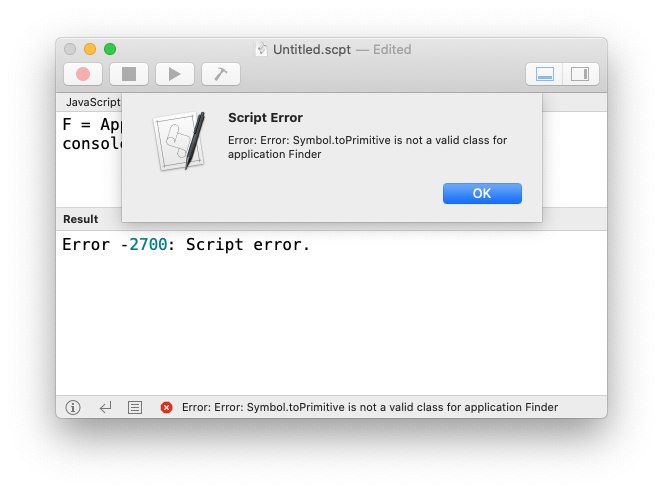 Untitled.scpt — Edited
JavaScript
Script Error
Error: Error: Symbol.toPrimitive is not a valid class for
application Finder
OK
F = Ap
consol
Result
Error -2700: Script error.
Error: Error: Symbol.toPrimitive is not a valid class for application Finder